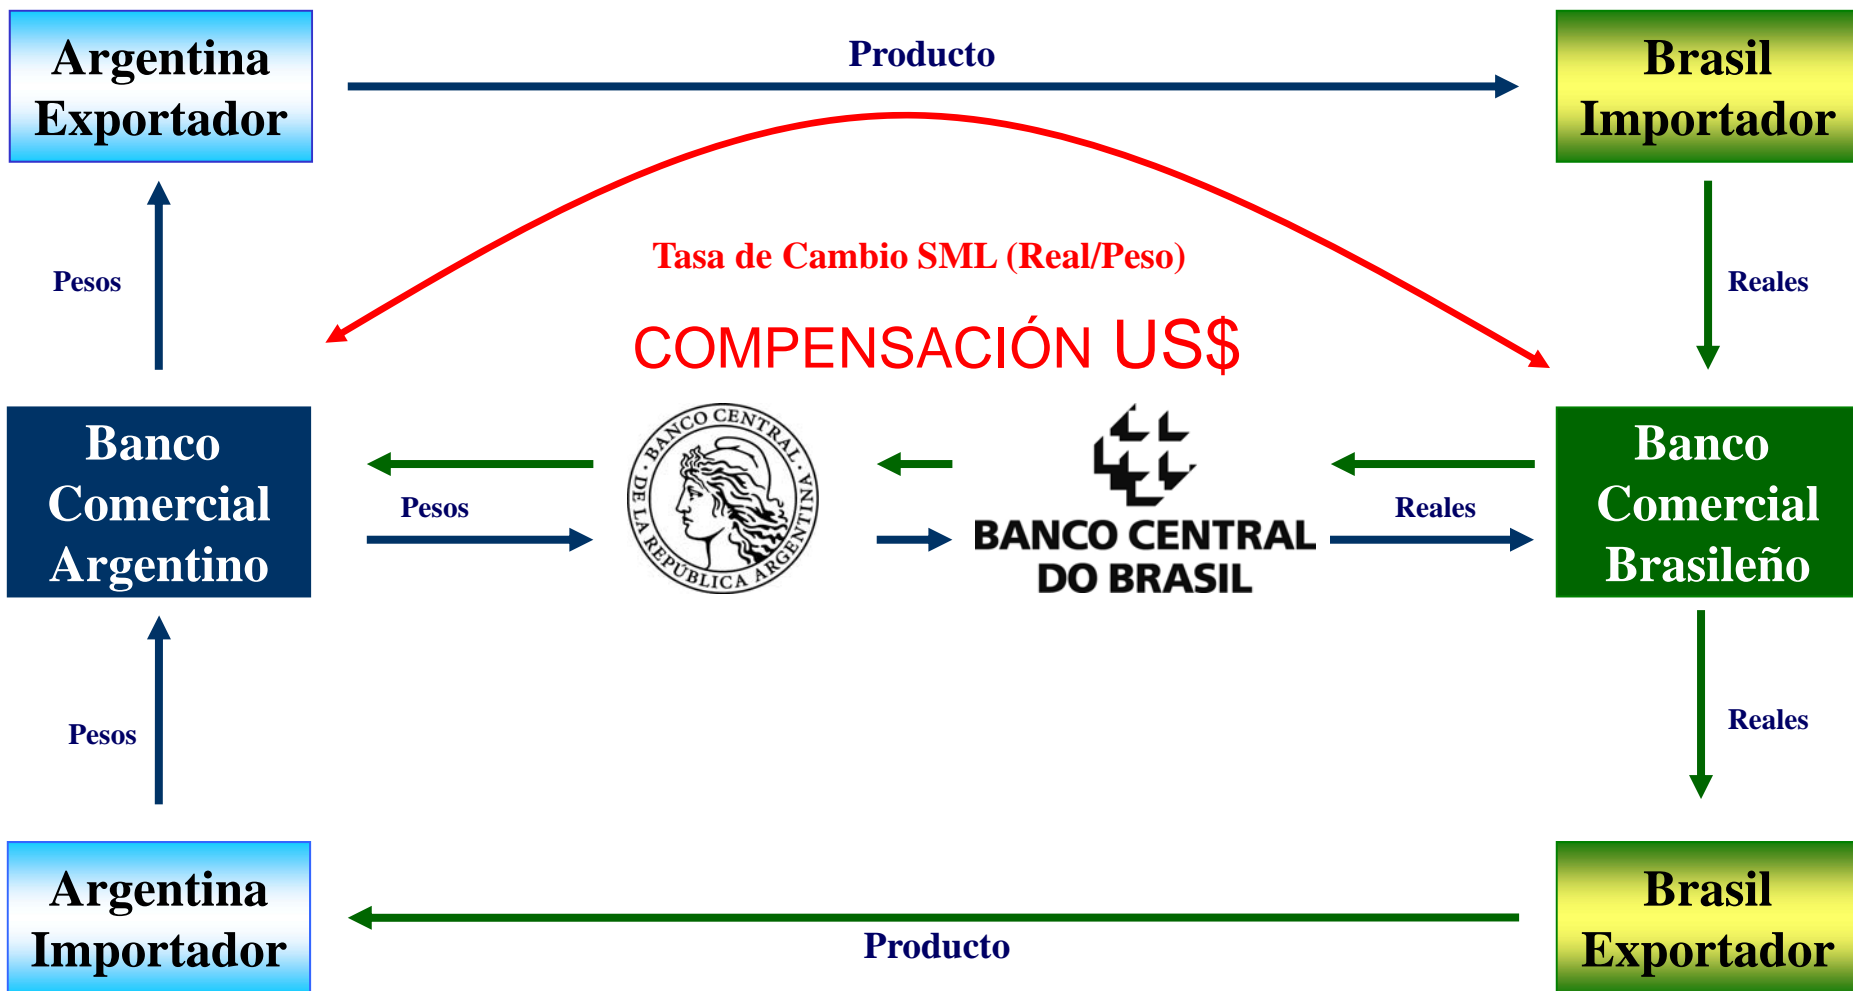 Argentina
Exportador
Producto
Brasil
Importador
Pesos
Tasa de Cambio SML (Real/Peso)
Reales
COMPENSACIÓN US$
Banco
Comercial
Argentino
Pesos
BANCO CENTRAL
DE LA REPÚBLICA ARGENTINA
BANCO CENTRAL
DO BRASIL
Reales
Banco
Comercial
Brasileño
Pesos
Reales
Argentina
Importador
Producto
Brasil
Exportador